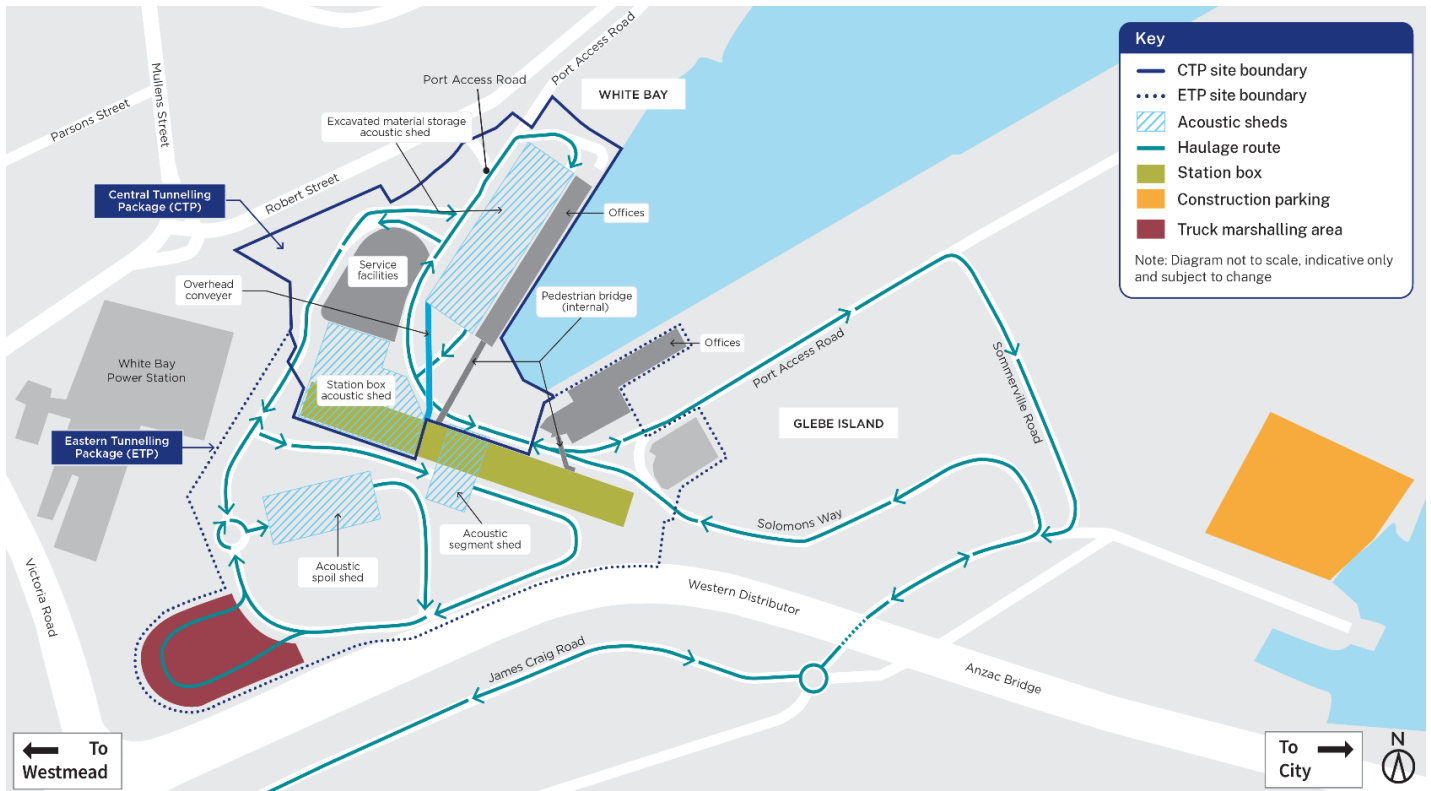 Port Access Road
Mullens Street
Parsons Street
Port Access Road
WHITE BAY
Excavated material storage
acoustic shed
Central Tunnelling
Package (CTP)
Robert Street
Offices
Service
facilities
Overhead
conveyer
Pedestrian bridge
(internal)
Offices
White Bay
Power Station
Station box
acoustic shed
Port Access Road
Sommerville Road
GLEBE ISLAND
Eastern Tunnelling
Package (ETP)
Solomons Way
Acoustic
segment shed
Acoustic
spoil shed
Victoria Road
Western Distributor
James Craig Road
Anzac Bridge
To
Westmead
To
City
N
Key
CTP site boundary
ETP site boundary
Acoustic sheds
Haulage route
Station box
Construction parking
Truck marshalling area
Note: Diagram not to scale, indicative only
and subject to change